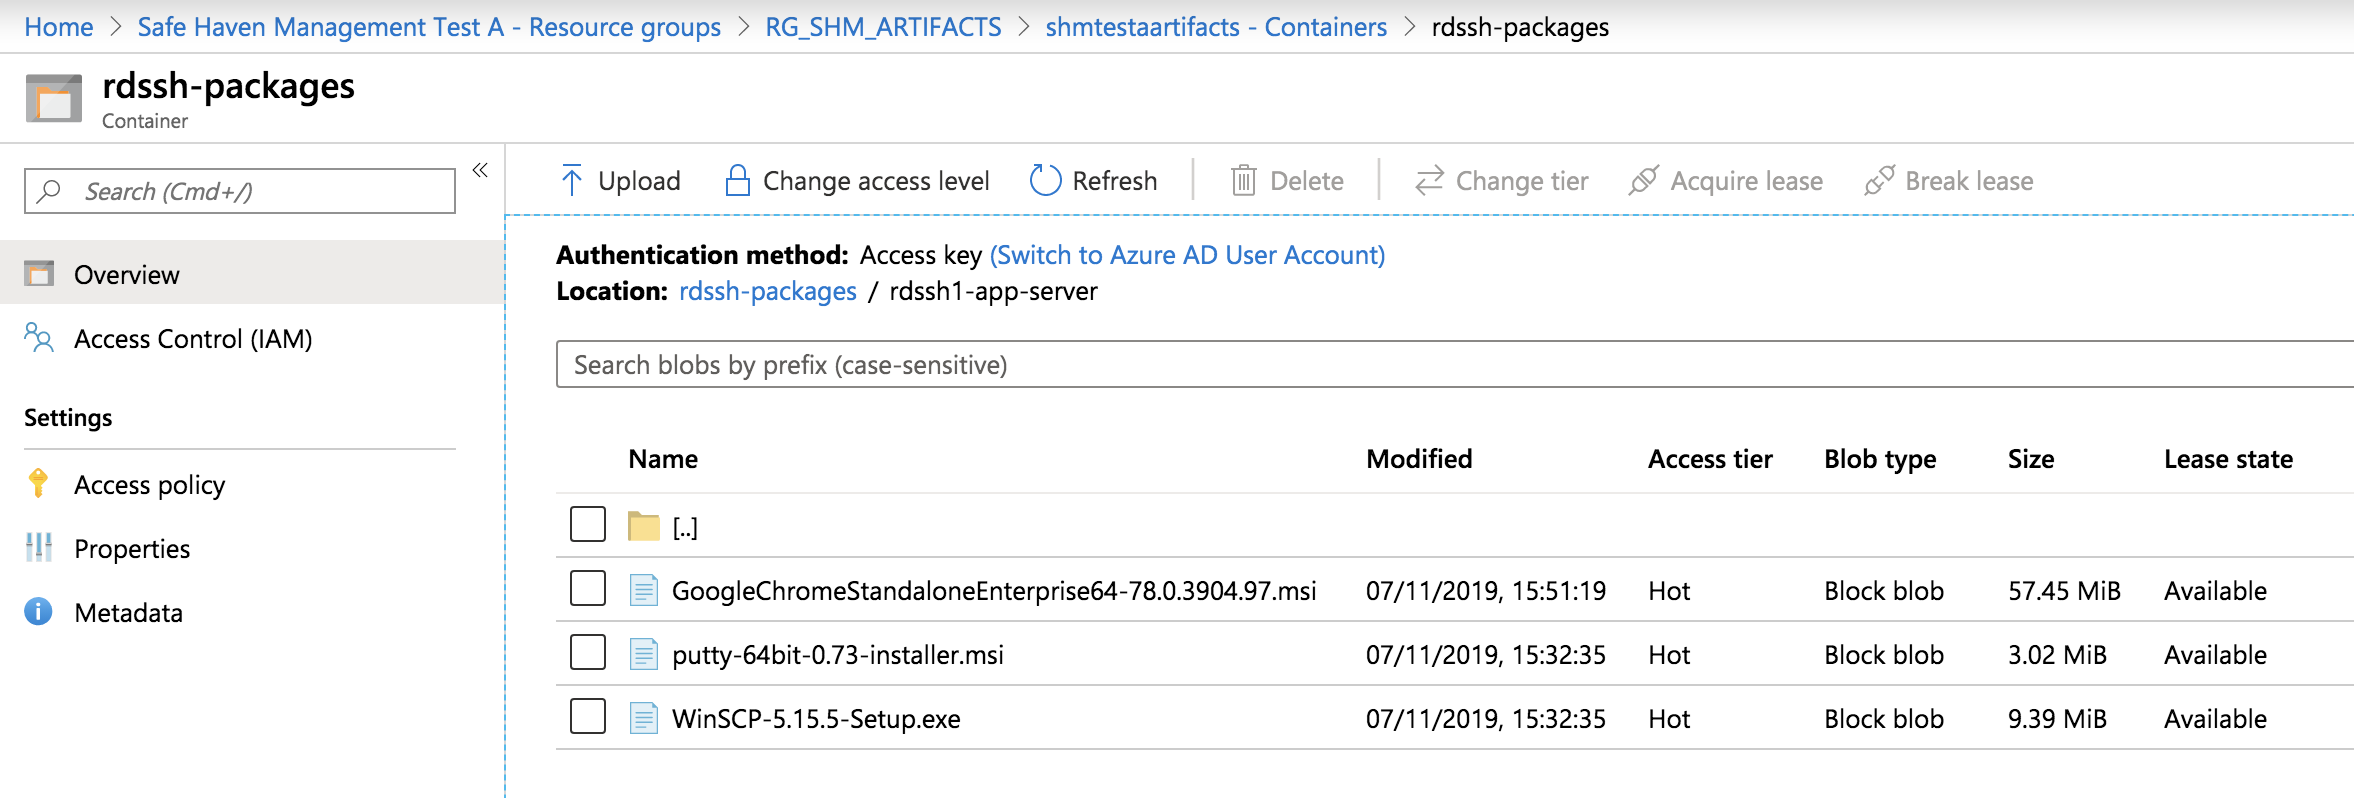 Home > Safe Haven Management Test A - Resource groups > RG_SHM_ARTIFACTS > shmtestaartifacts - Containers > rdssh-packages
rdssh-packages
Container
Search (Cmd+/)
«
Overview
Access Control (IAM)
Settings
Access policy
Properties
Metadata
Upload Change access level Refresh Delete Change tier Acquire lease Break lease
Authentication method: Access key (Switch to Azure AD User Account)
Location: rdssh-packages / rdssh1-app-server
Search blobs by prefix (case-sensitive)
Name Modified Access tier Blob type Size Lease state
[..]
GoogleChromeStandaloneEnterprise64-78.0.3904.97.msi 07/11/2019, 15:51:19 Hot Block blob 57.45 MiB Available
putty-64bit-0.73-installer.msi 07/11/2019, 15:32:35 Hot Block blob 3.02 MiB Available
WinSCP-5.15.5-Setup.exe 07/11/2019, 15:32:35 Hot Block blob 9.39 MiB Available